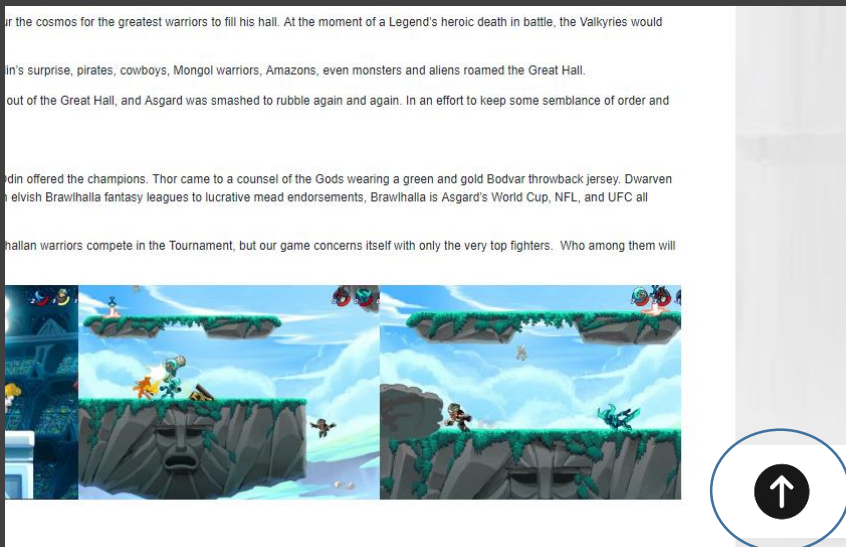 ur the cosmos for the greatest warriors to fill his hall. At the moment of a Legend's heroic death in battle, the Valkyries would
in's surprise, pirates, cowboys, Mongol warriors, Amazons, even monsters and aliens roamed the Great Hall.
out of the Great Hall, and Asgard was smashed to rubble again and again. In an effort to keep some semblance of order and
din offered the champions. Thor came to a counsel of the Gods wearing a green and gold Bodvar throwback jersey. Dwarven
elvish Brawlhalla fantasy leagues to lucrative mead endorsements, Brawlhalla is Asgard's World Cup, NFL, and UFC all
hallan warriors compete in the Tournament, but our game concerns itself with only the very top fighters. Who among them will